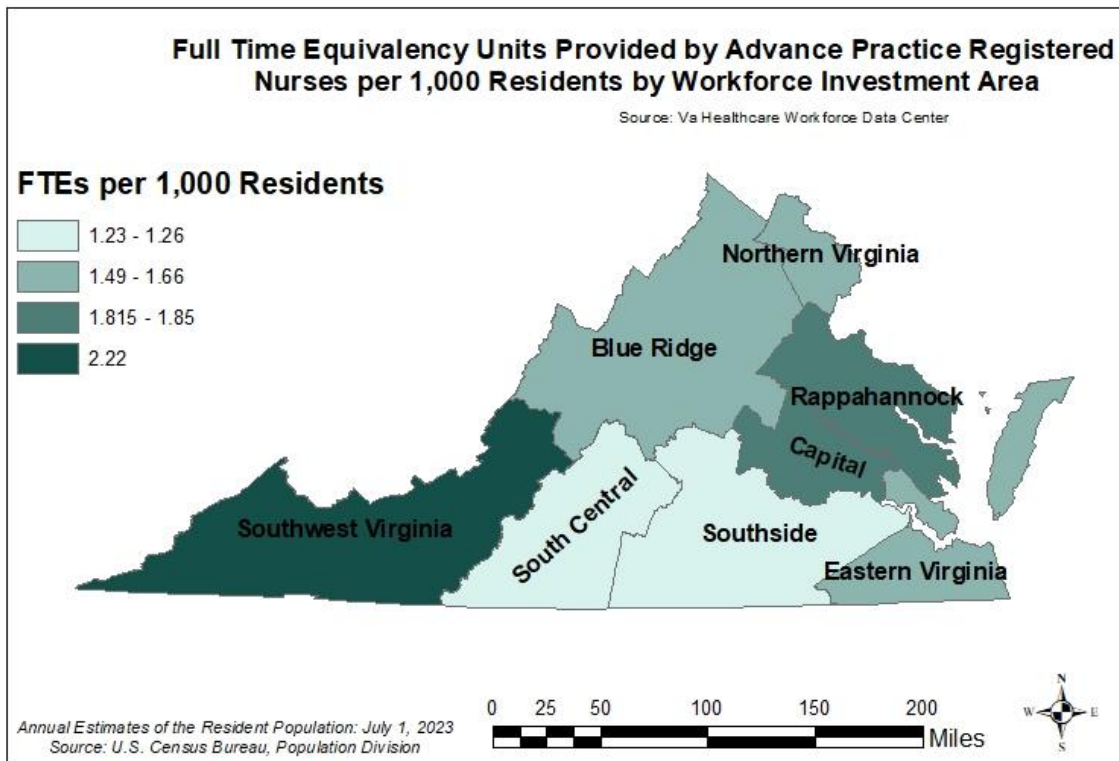 Full Time Equivalency Units Provided by Advance Practice Registered
Nurses per 1,000 Residents by Workforce Investment Area
Source: Va Healthcare Workforce Data Center
FTEs per 1,000 Residents
1.23 - 1.26
1.49 - 1.66
1.815 - 1.85
2.22
Northern Virginia
Blue Ridge
Rappahannock
Capital
Southwest Virginia
South Central
Southside
Eastern Virginia
Annual Estimates of the Resident Population: July 1, 2023
Source: U.S. Census Bureau, Population Division
0 25 50 100 150 200
Miles
N
W E
S